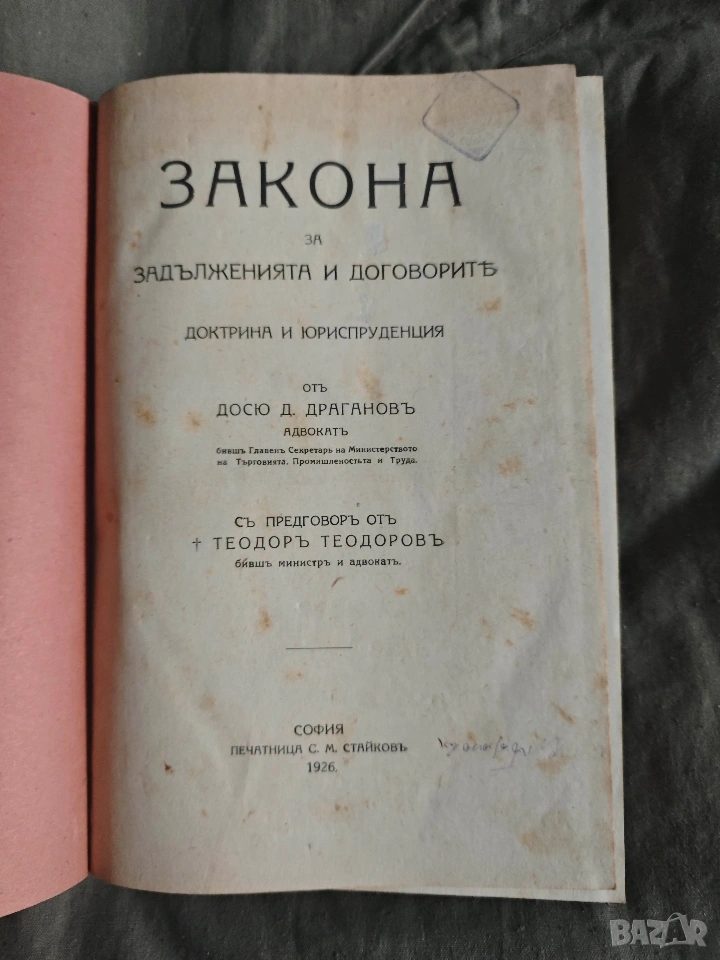 ЗАКОНА
ЗА
ЗАДЪЛЖЕНИЯТА И ДОГОВОРИТѢ
ДОКТРИНА И ЮРИСПРУДЕНЦИЯ
ОТЪ
ДОСЮ Д. ДРАГАНОВЪ
АДВОКАТЪ
бившъ Главенъ Секретарь на Министерството
на Търговията, Промишленостьта и Труда.
СЪ ПРЕДГОВОРЪ ОТЪ
† ТЕОДОРЪ ТЕОДОРОВЪ
бившъ министръ и адвокатъ.
СОФИЯ
ПЕЧАТНИЦА С. М. СТАЙКОВЪ
1926.
BAZAR